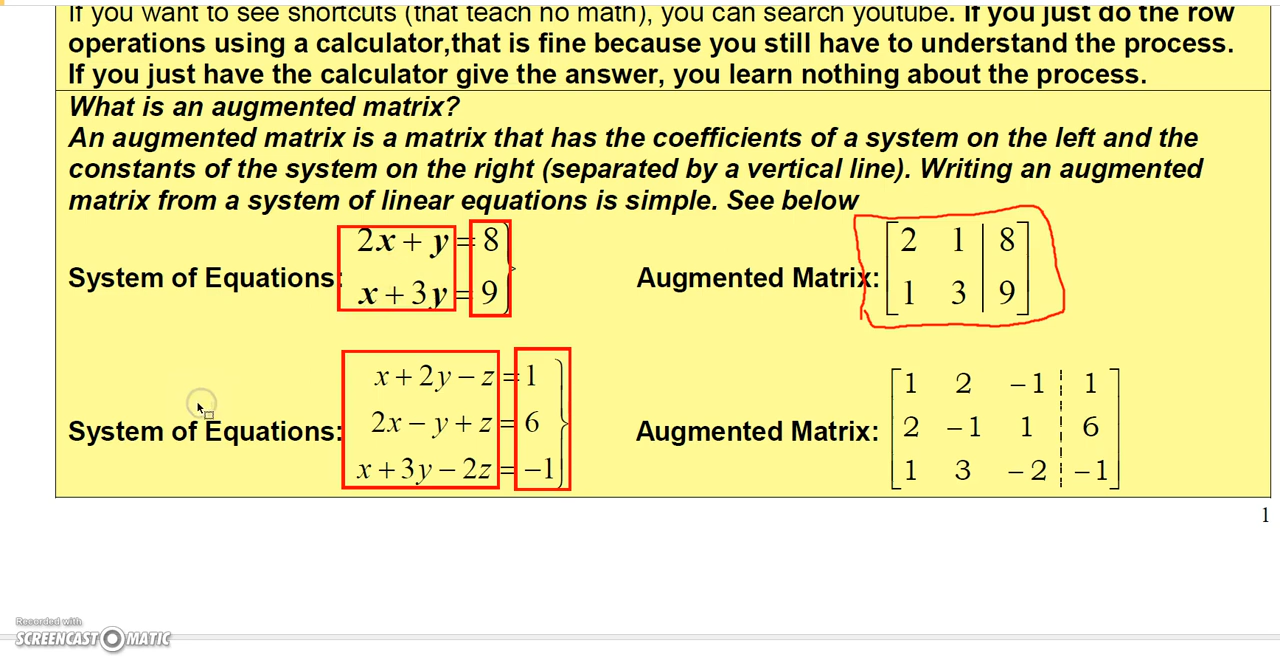 If you want to see shortcuts (that teach no math), you can search youtube. If you just do the row
operations using a calculator,that is fine because you still have to understand the process.
If you just have the calculator give the answer, you learn nothing about the process.
What is an augmented matrix?
An augmented matrix is a matrix that has the coefficients of a system on the left and the
constants of the system on the right (separated by a vertical line). Writing an augmented
matrix from a system of linear equations is simple. See below
System of Equations:
2x + y = 8
x + 3y = 9
Augmented Matrix:
2 1 | 8
1 3 | 9
System of Equations:
x + 2y − z = 1
2x − y + z = 6
x + 3y − 2z = −1
Augmented Matrix:
1 2 −1 ¦ 1
2 −1 1 ¦ 6
1 3 −2 ¦ −1
1
Recorded with
SCREENCAST MATIC